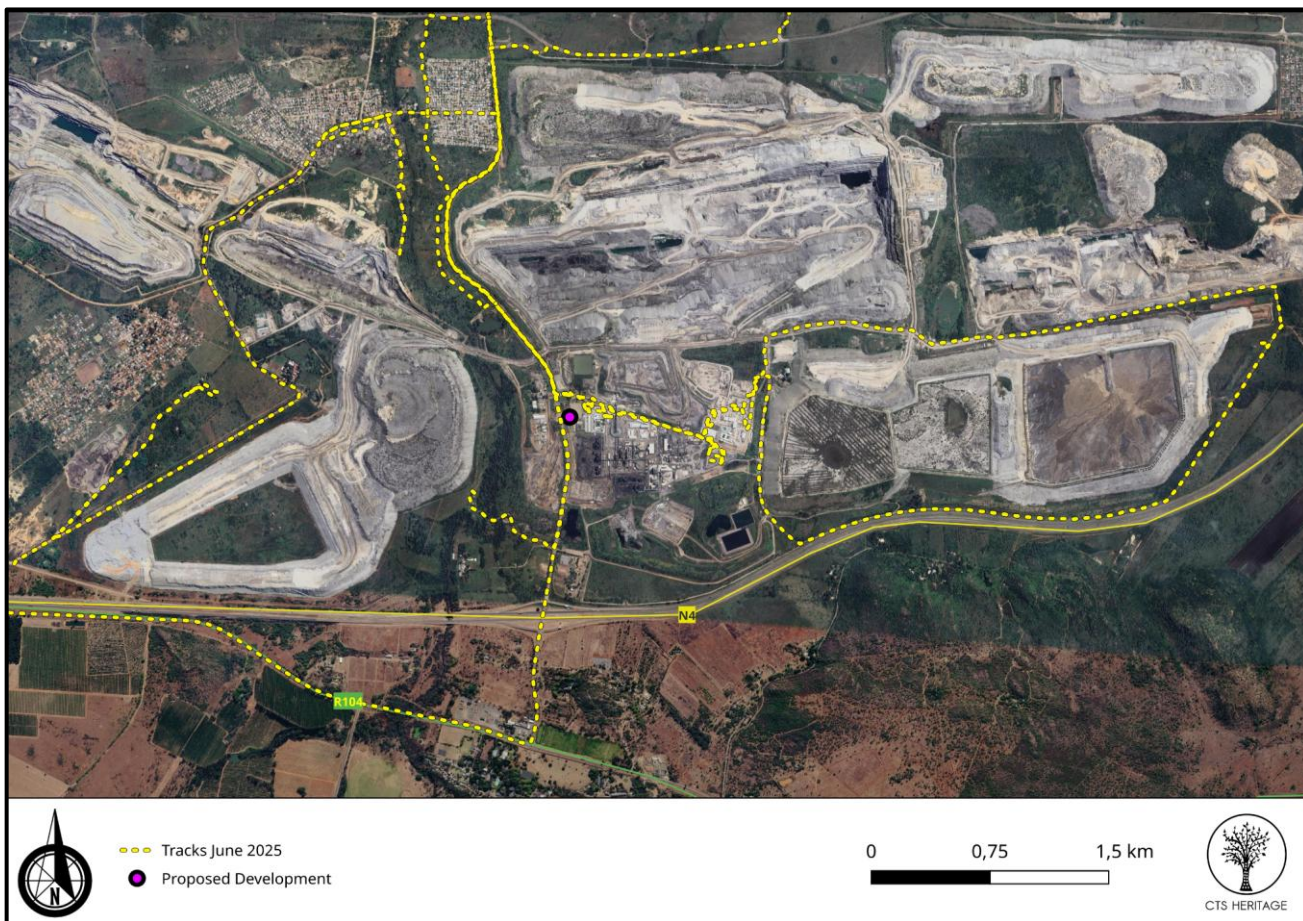 N4
R104
N
Tracks June 2025
Proposed Development
0 0,75 1,5 km
CTS HERITAGE